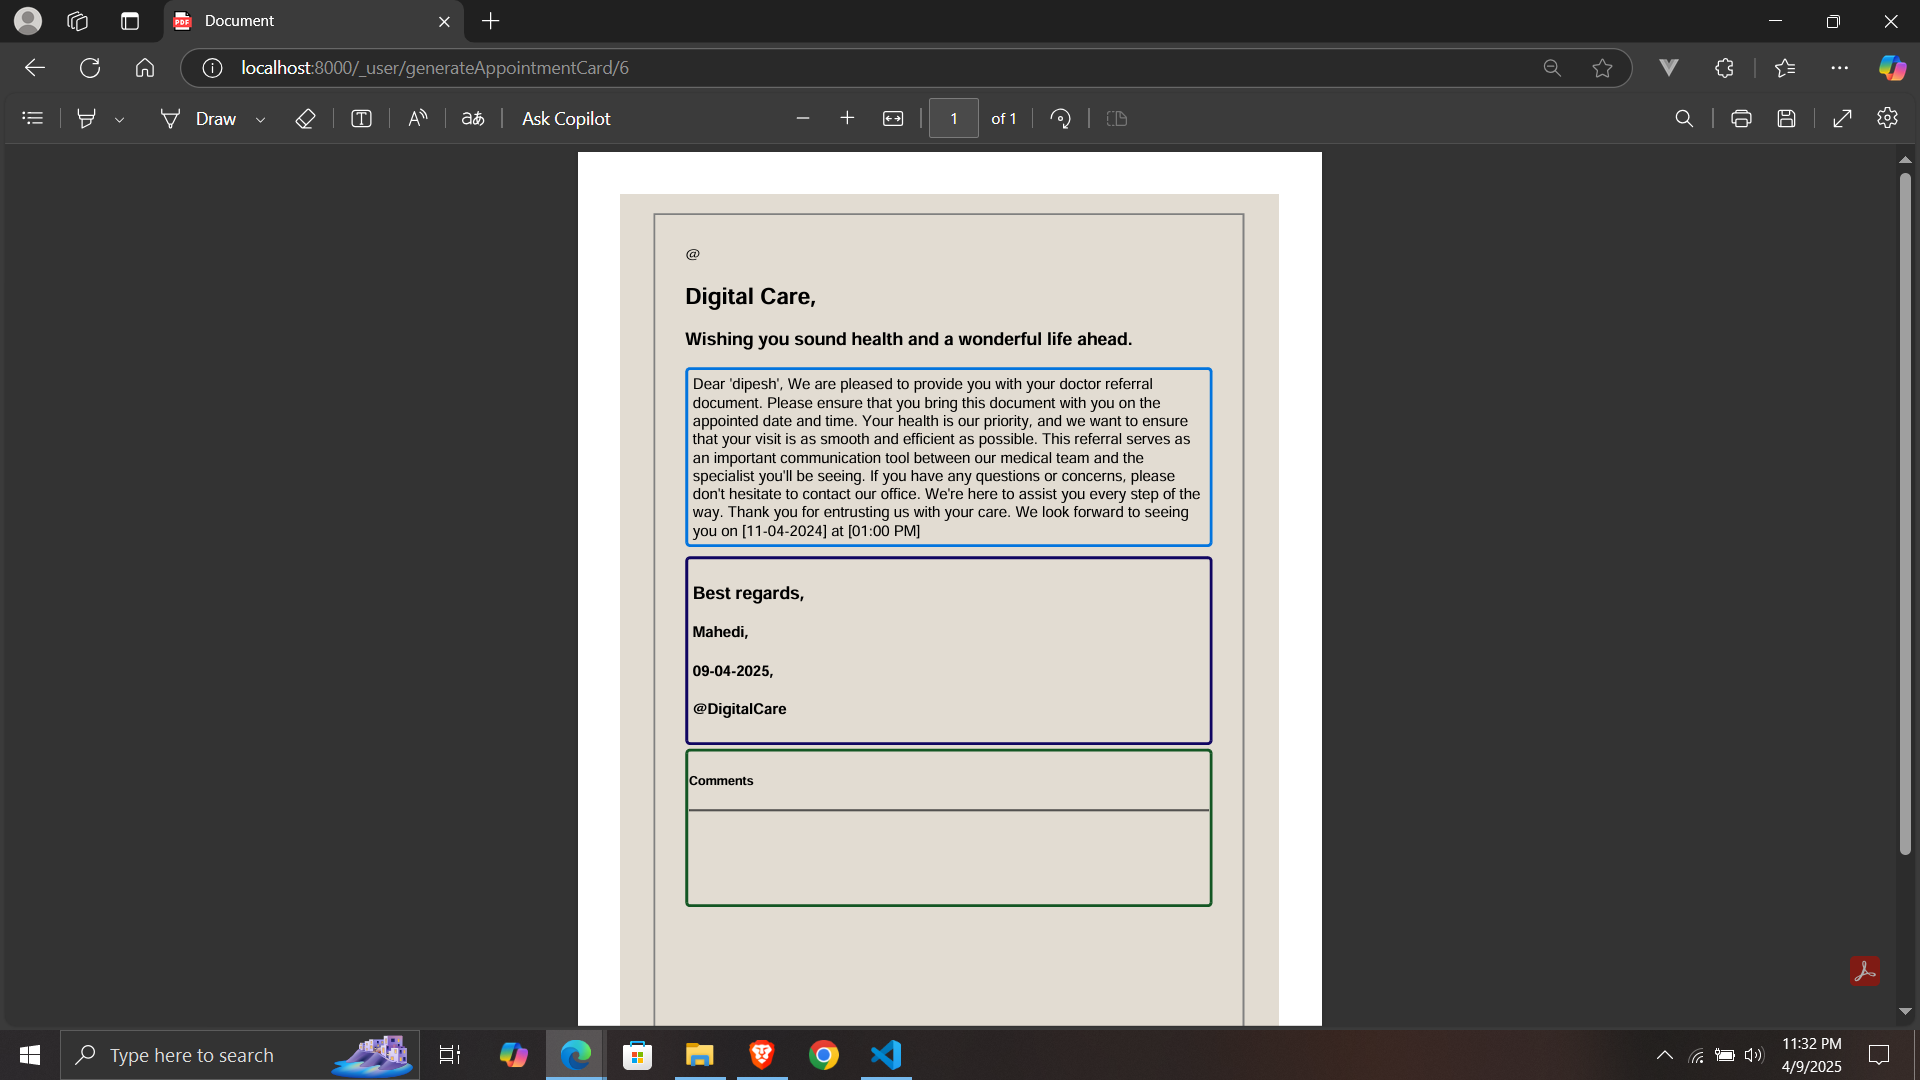 Document
localhost:8000/_user/generateAppointmentCard/6
Draw
Ask Copilot
1 of 1
@
Digital Care,
Wishing you sound health and a wonderful life ahead.
Dear 'dipesh', We are pleased to provide you with your doctor referral
document. Please ensure that you bring this document with you on the
appointed date and time. Your health is our priority, and we want to ensure
that your visit is as smooth and efficient as possible. This referral serves as
an important communication tool between our medical team and the
specialist you'll be seeing. If you have any questions or concerns, please
don't hesitate to contact our office. We're here to assist you every step of the
way. Thank you for entrusting us with your care. We look forward to seeing
you on [11-04-2024] at [01:00 PM]
Best regards,
Mahedi,
09-04-2025,
@DigitalCare
Comments
Type here to search
11:32 PM
4/9/2025